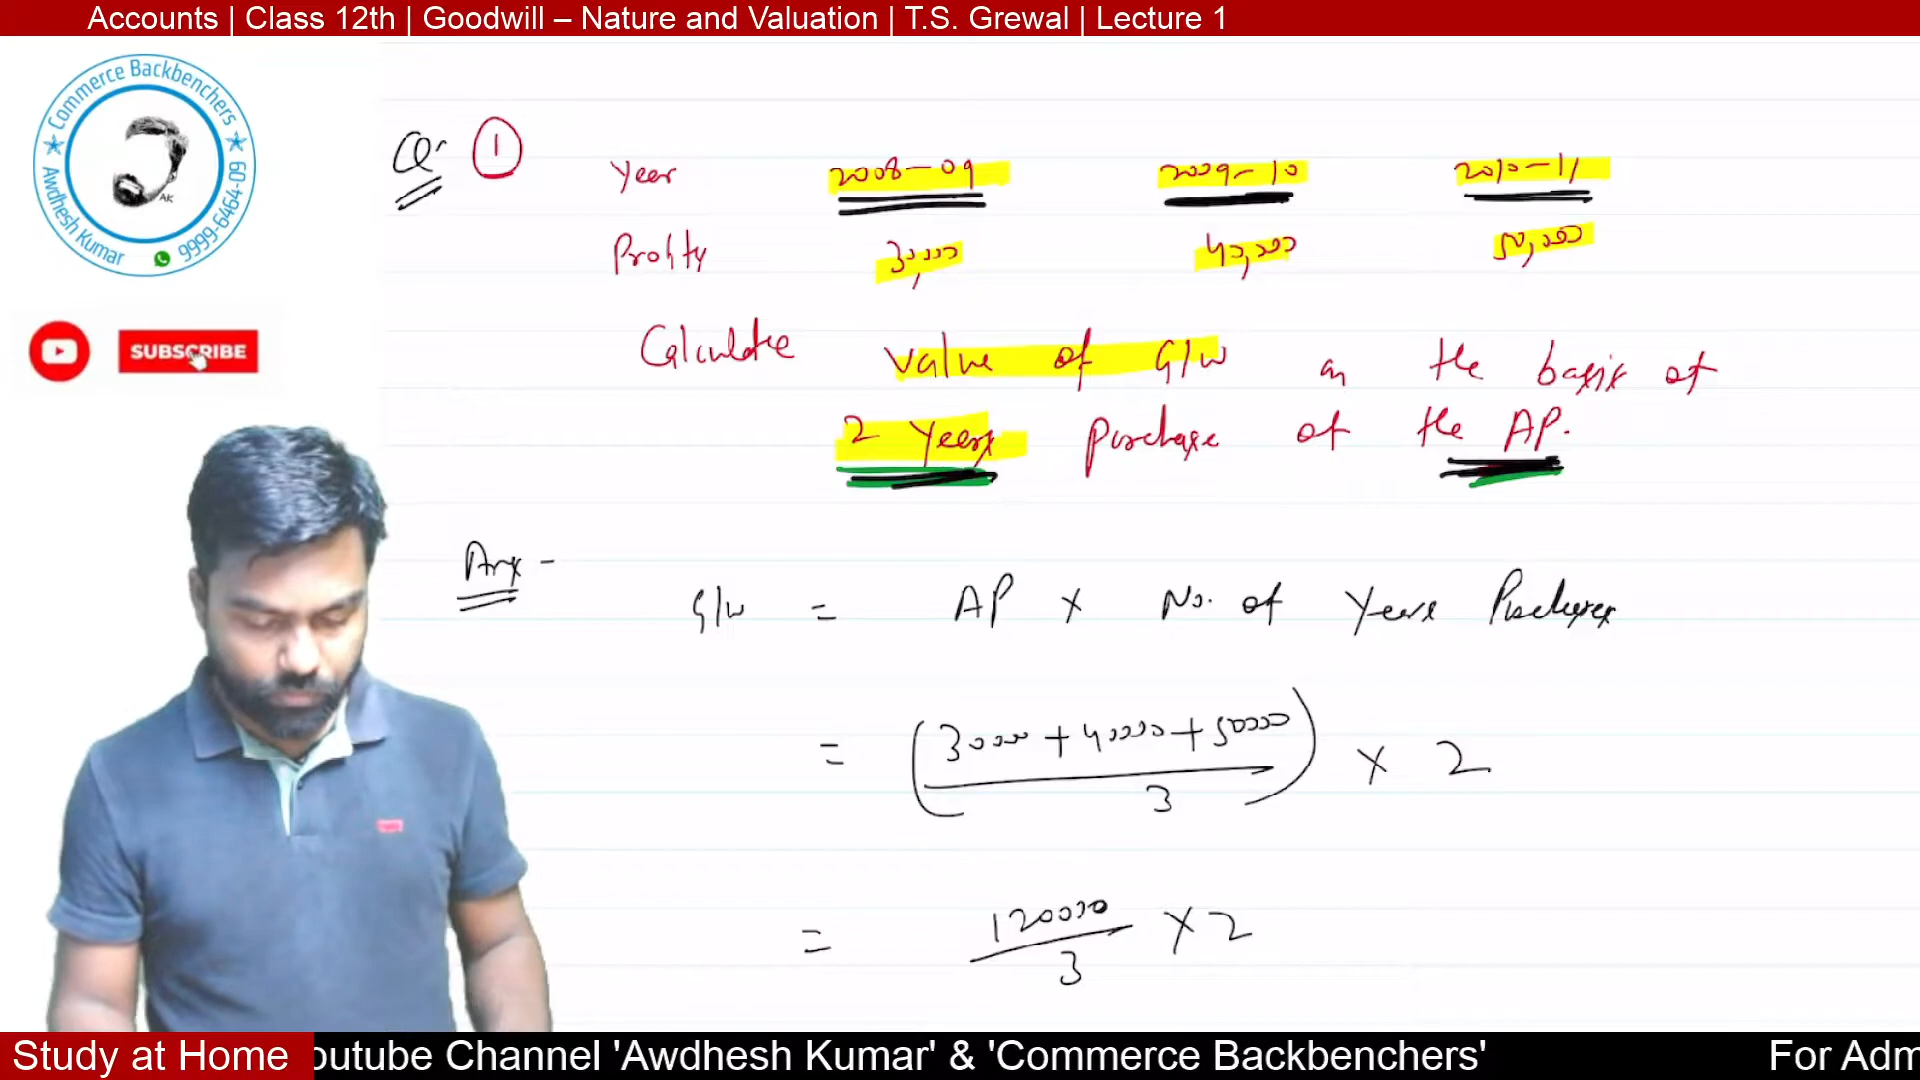 Accounts | Class 12th | Goodwill – Nature and Valuation | T.S. Grewal | Lecture 1
Commerce Backbenchers
Awdhesh Kumar
9999-6464-09
AK
SUBSCRIBE
Q. 1
Year 2008-09 2009-10 2010-11
Profits 30,000 40,000 50,000
Calculate value of G/W on the basis of
2 years purchase of the AP.
Ans -
G/W = AP x No. of Years Purchases
= (30000 + 40000 + 50000 / 3) x 2
= 120000 / 3 x 2
Study at Home outube Channel 'Awdhesh Kumar' & 'Commerce Backbenchers' For Adm